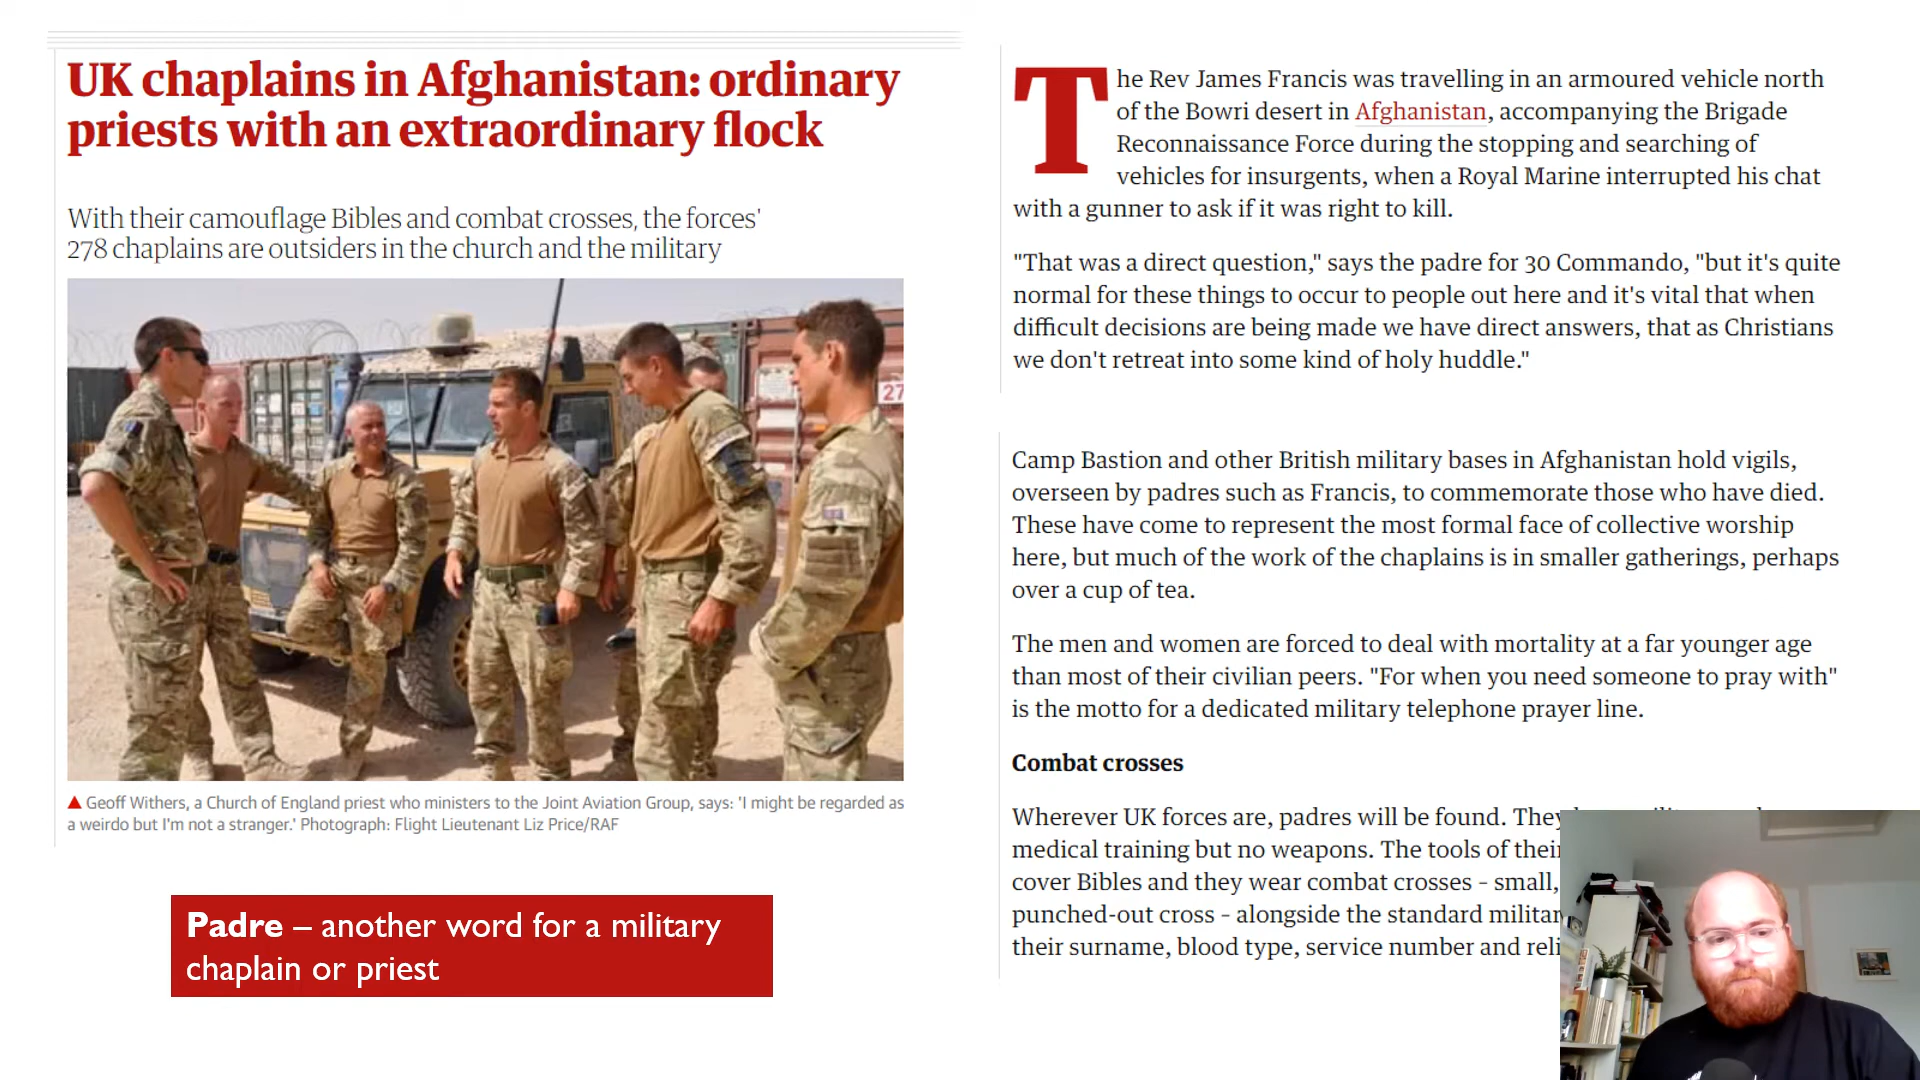 UK chaplains in Afghanistan: ordinary
priests with an extraordinary flock
With their camouflage Bibles and combat crosses, the forces'
278 chaplains are outsiders in the church and the military
27
▲ Geoff Withers, a Church of England priest who ministers to the Joint Aviation Group, says: 'I might be regarded as
a weirdo but I'm not a stranger.' Photograph: Flight Lieutenant Liz Price/RAF
Padre – another word for a military
chaplain or priest
The Rev James Francis was travelling in an armoured vehicle north
of the Bowri desert in Afghanistan, accompanying the Brigade
Reconnaissance Force during the stopping and searching of
vehicles for insurgents, when a Royal Marine interrupted his chat
with a gunner to ask if it was right to kill.
"That was a direct question," says the padre for 30 Commando, "but it's quite
normal for these things to occur to people out here and it's vital that when
difficult decisions are being made we have direct answers, that as Christians
we don't retreat into some kind of holy huddle."
Camp Bastion and other British military bases in Afghanistan hold vigils,
overseen by padres such as Francis, to commemorate those who have died.
These have come to represent the most formal face of collective worship
here, but much of the work of the chaplains is in smaller gatherings, perhaps
over a cup of tea.
The men and women are forced to deal with mortality at a far younger age
than most of their civilian peers. "For when you need someone to pray with"
is the motto for a dedicated military telephone prayer line.
Combat crosses
Wherever UK forces are, padres will be found. They
medical training but no weapons. The tools of their
cover Bibles and they wear combat crosses – small,
punched-out cross – alongside the standard militar
their surname, blood type, service number and reli